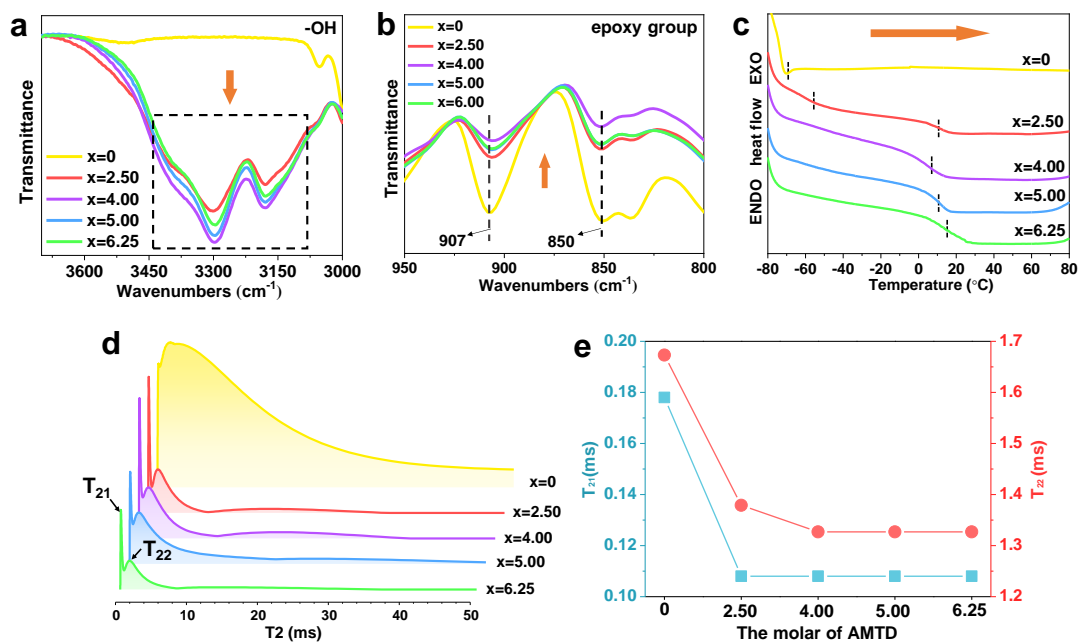 a
-OH
Transmittance
x=0
x=2.50
x=4.00
x=5.00
x=6.25
3600 3450 3300 3150 3000
Wavenumbers (cm⁻¹)
b
epoxy group
Transmittance
x=0
x=2.50
x=4.00
x=5.00
x=6.00
907
850
950 900 850 800
Wavenumbers (cm⁻¹)
c
ENDO heat flow EXO
x=0
x=2.50
x=4.00
x=5.00
x=6.25
-80 -60 -40 -20 0 20 40 60 80
Temperature (°C)
d
T₂₁
T₂₂
x=0
x=2.50
x=4.00
x=5.00
x=6.25
0 10 20 30 40 50
T2 (ms)
e
T₂₁(ms)
0.20
0.18
0.16
0.14
0.12
0.10
1.7
1.6
1.5
1.4
1.3
1.2
T₂₂ (ms)
0 2.50 4.00 5.00 6.25
The molar of AMTD